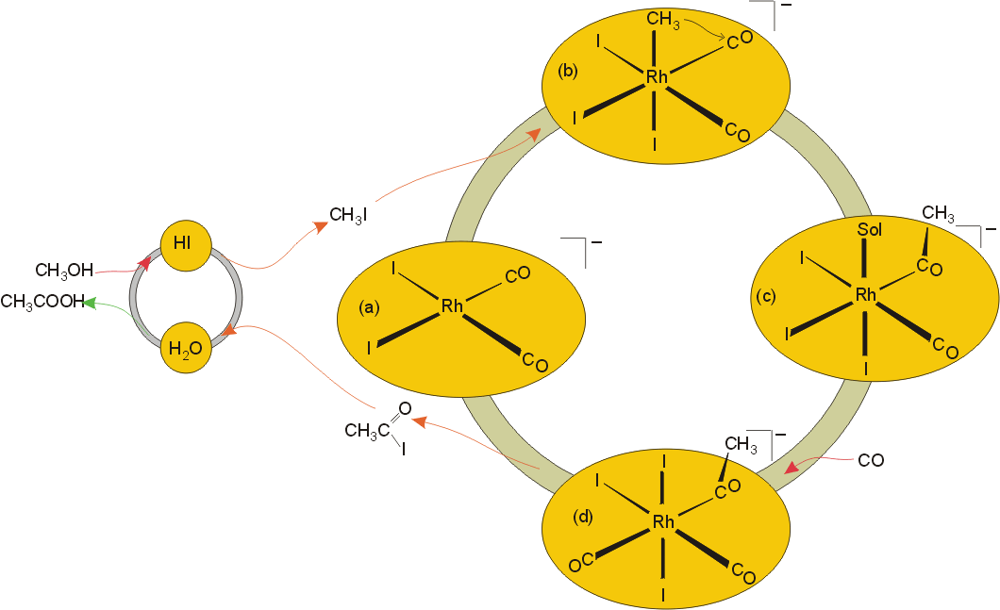 CH3
CO
I
(b)
Rh
I
CO
I
–
CH3I
HI
CH3OH
CH3COOH
H2O
–
I
CO
(a)
Rh
I
CO
CH3
–
Sol
I
CO
(c)
Rh
I
CO
I
O
CH3C
I
CH3
–
I
I
CO
(d)
Rh
OC
CO
I
CO